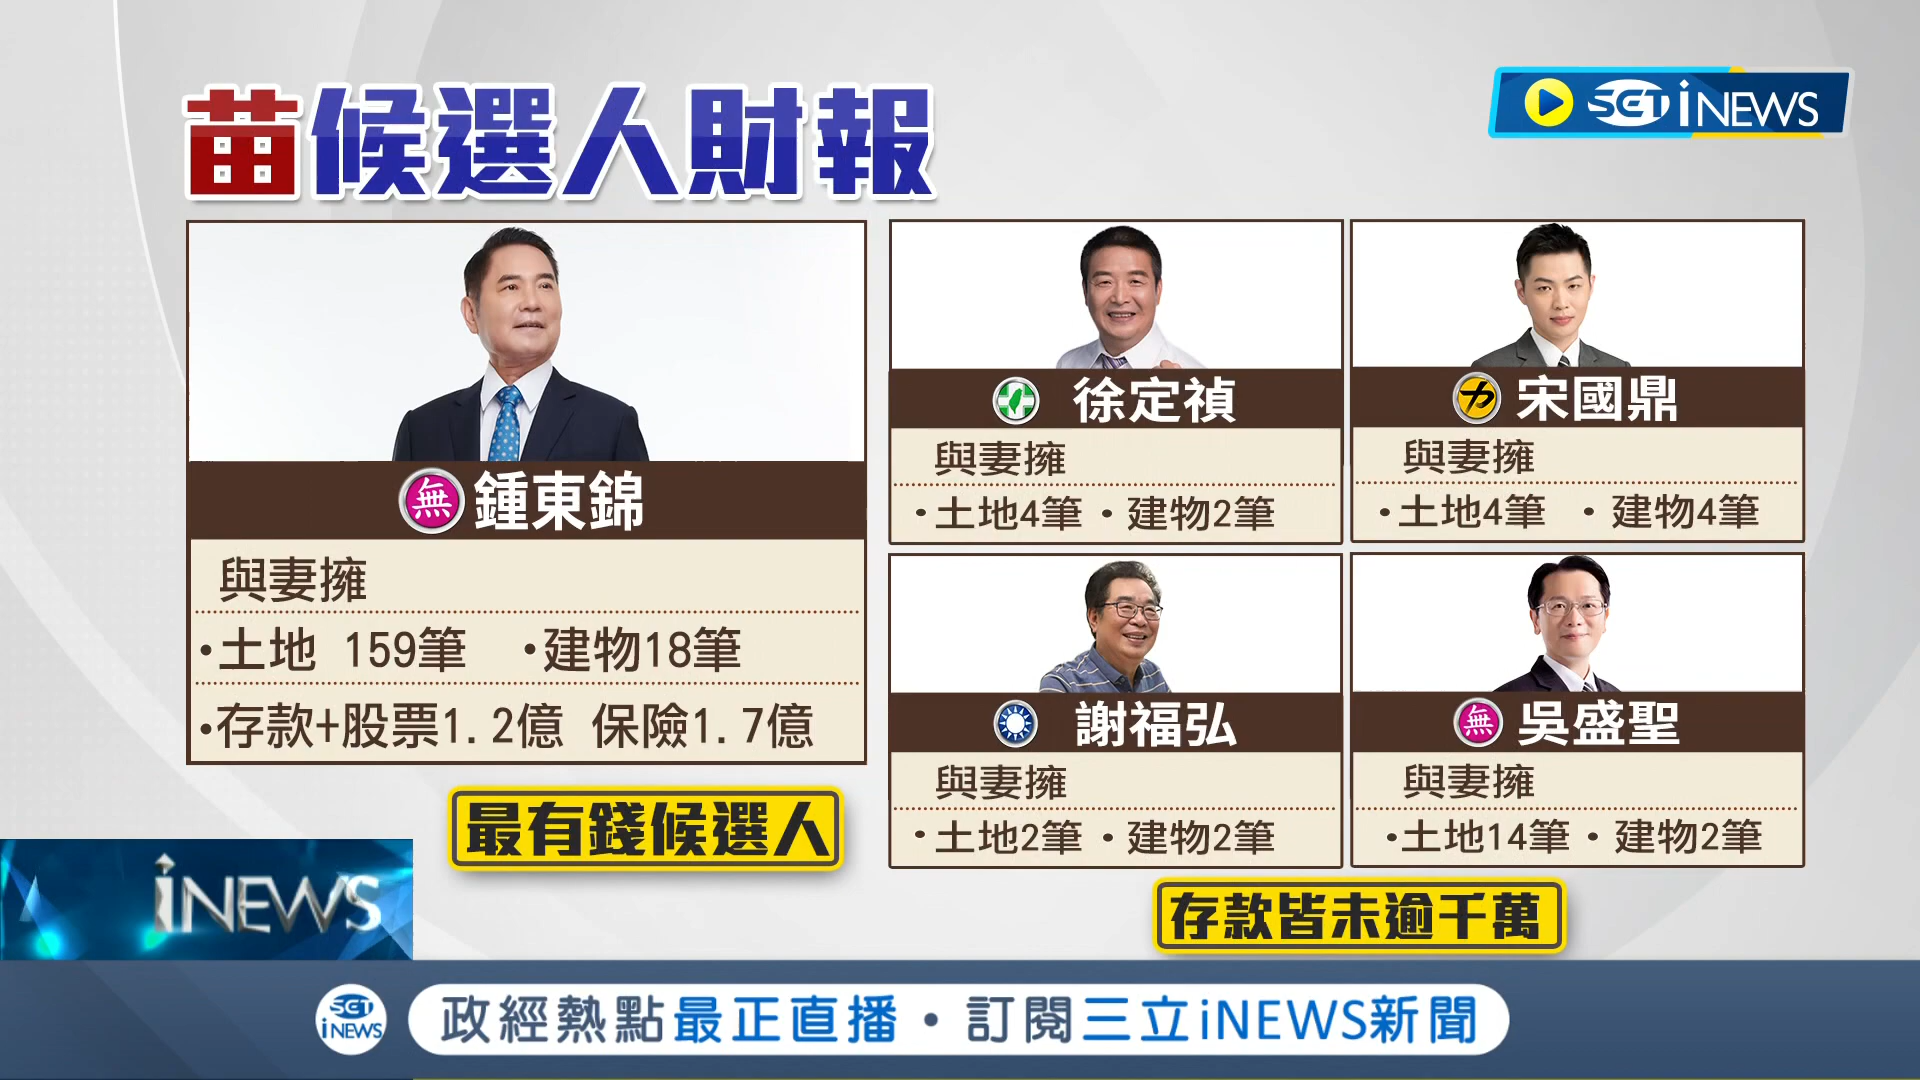 苗候選人財報
SET iNEWS
無 鍾東錦
與妻擁
•土地 159筆 •建物18筆
•存款+股票1.2億 保險1.7億
最有錢候選人
徐定禎
與妻擁
•土地4筆 •建物2筆
力 宋國鼎
與妻擁
•土地4筆 •建物4筆
謝福弘
與妻擁
•土地2筆 •建物2筆
無 吳盛聖
與妻擁
•土地14筆 •建物2筆
存款皆未逾千萬
iNEWS
SET iNEWS
政經熱點最正直播•訂閱三立iNEWS新聞